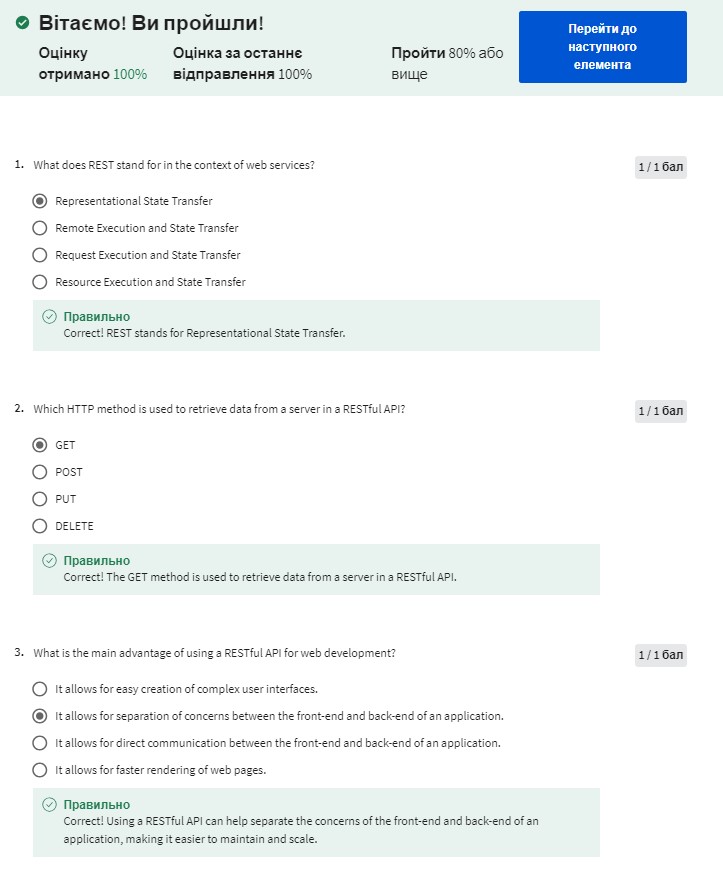 Вітаємо! Ви пройшли!
Оцінку отримано 100%
Оцінка за останнє відправлення 100%
Пройти 80% або вище
Перейти до наступного елемента
1. What does REST stand for in the context of web services?
1 / 1 бал
Representational State Transfer
Remote Execution and State Transfer
Request Execution and State Transfer
Resource Execution and State Transfer
Правильно
Correct! REST stands for Representational State Transfer.
2. Which HTTP method is used to retrieve data from a server in a RESTful API?
1 / 1 бал
GET
POST
PUT
DELETE
Правильно
Correct! The GET method is used to retrieve data from a server in a RESTful API.
3. What is the main advantage of using a RESTful API for web development?
1 / 1 бал
It allows for easy creation of complex user interfaces.
It allows for separation of concerns between the front-end and back-end of an application.
It allows for direct communication between the front-end and back-end of an application.
It allows for faster rendering of web pages.
Правильно
Correct! Using a RESTful API can help separate the concerns of the front-end and back-end of an
application, making it easier to maintain and scale.